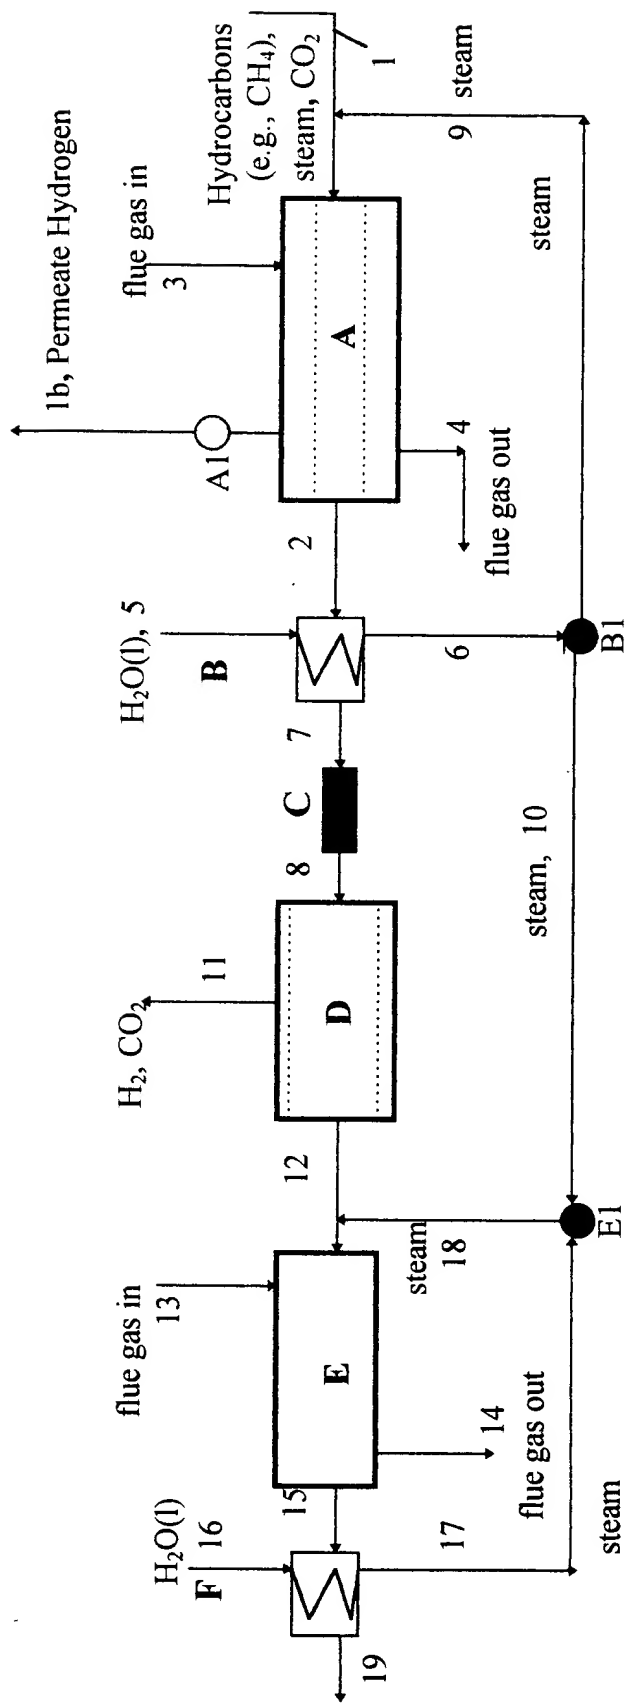 1b, Permeate Hydrogen
flue gas in
3
Hydrocarbons
(e.g., CH₄),
steam, CO₂
1
A1
A
4
flue gas out
steam
9
steam
2
H₂O(l), 5
B
6
B1
7
C
8
steam, 10
H₂, CO₂
11
D
12
E1
steam
18
flue gas in
13
E
14
flue gas out
15
H₂O(l)
16
F
17
steam
19